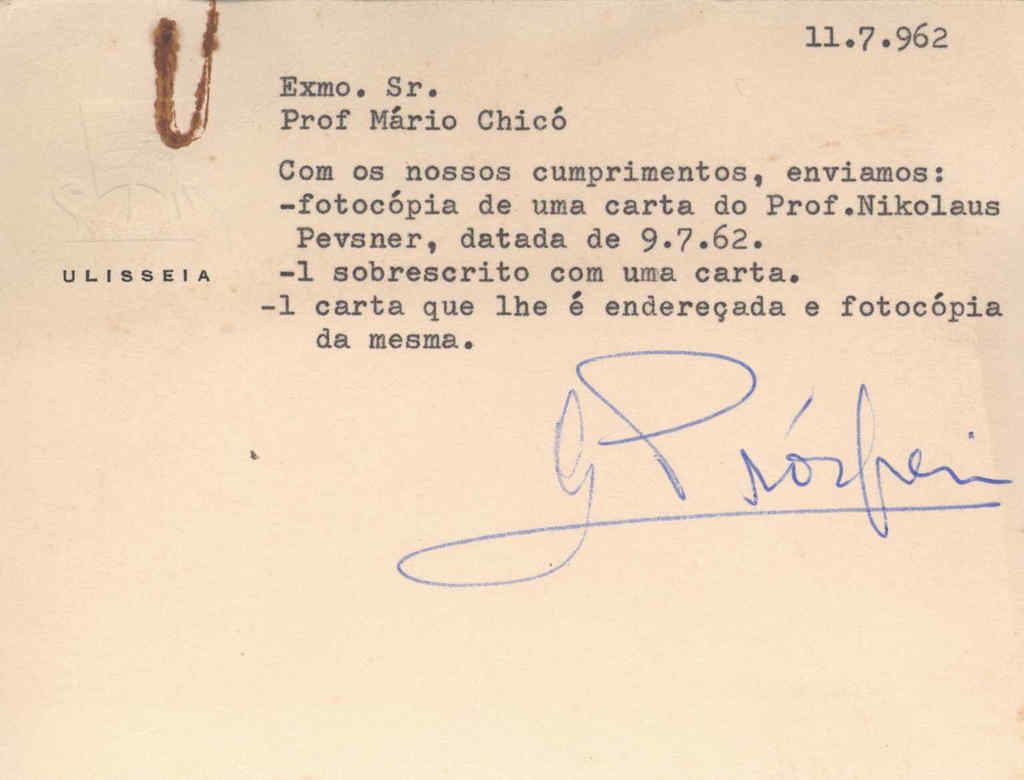 11.7.962
Exmo. Sr.
Prof Mário Chicó
Com os nossos cumprimentos, enviamos:
-fotocópia de uma carta do Prof.Nikolaus
Pevsner, datada de 9.7.62.
ULISSEIA
-1 sobrescrito com uma carta.
-1 carta que lhe é endereçada e fotocópia
da mesma.